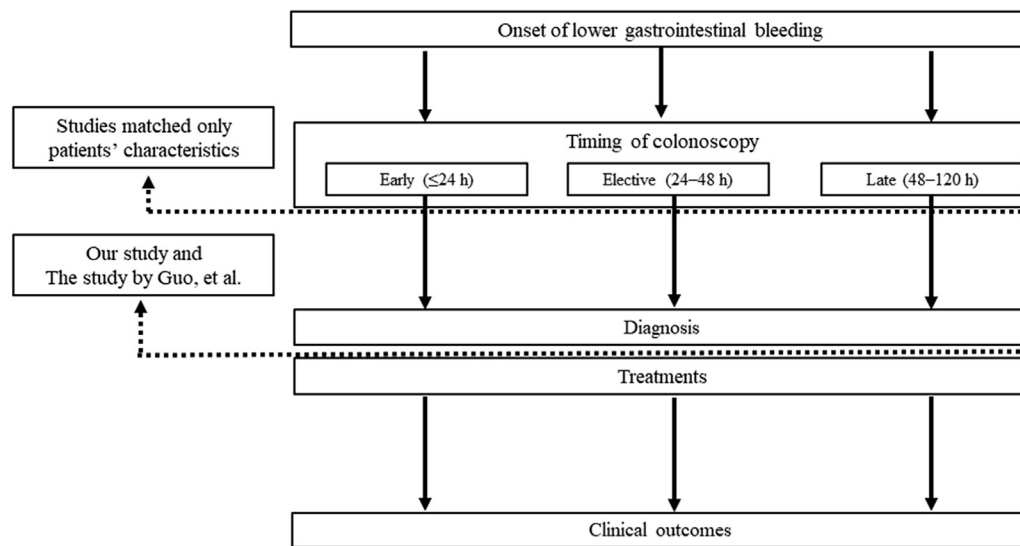 Onset of lower gastrointestinal bleeding
Studies matched only
patients’ characteristics
Timing of colonoscopy
Early (≤24 h)
Elective (24–48 h)
Late (48–120 h)
Our study and
The study by Guo, et al.
Diagnosis
Treatments
Clinical outcomes